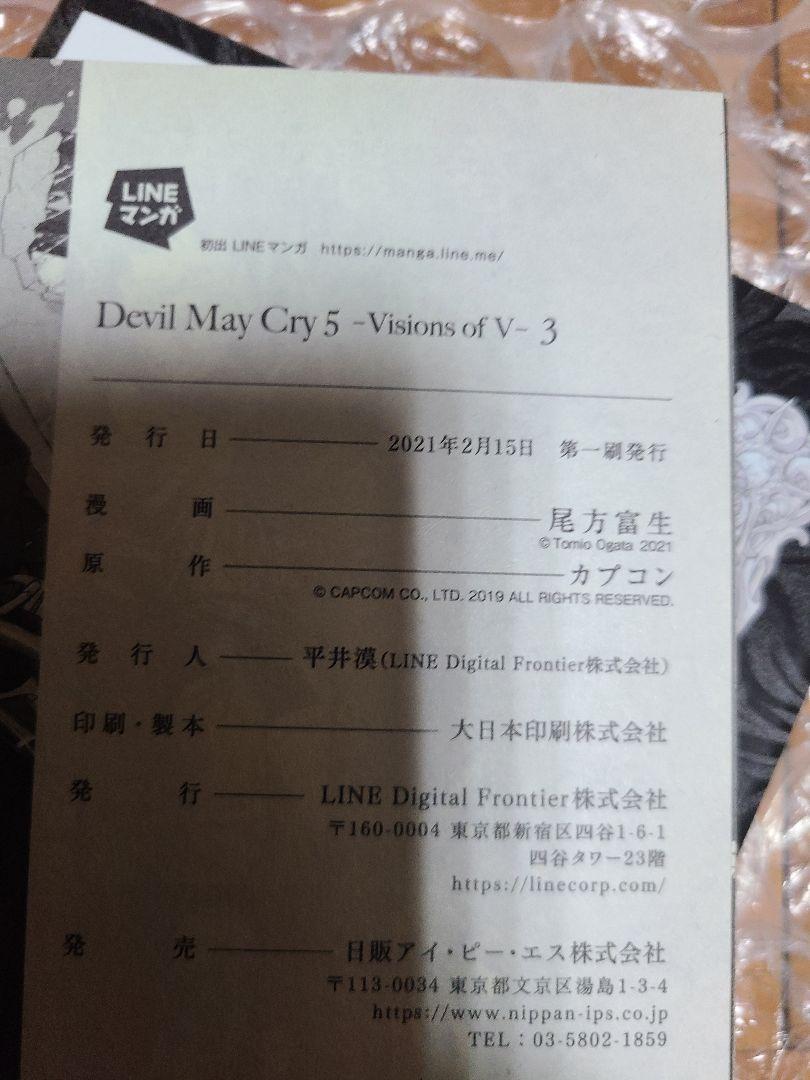 LINE
マンガ
初出 LINEマンガ https://manga.line.me/
Devil May Cry 5 -Visions of V- 3
発行日 2021年2月15日 第一刷発行
漫画 尾方富生
© Tomio Ogata 2021
原作 カプコン
© CAPCOM CO., LTD. 2019 ALL RIGHTS RESERVED.
発行人 平井漠(LINE Digital Frontier株式会社)
印刷・製本 大日本印刷株式会社
発行 LINE Digital Frontier株式会社
〒160-0004 東京都新宿区四谷1-6-1
四谷タワー23階
https://linecorp.com/
発売 日販アイ・ピー・エス株式会社
〒113-0034 東京都文京区湯島1-3-4
https://www.nippan-ips.co.jp
TEL：03-5802-1859